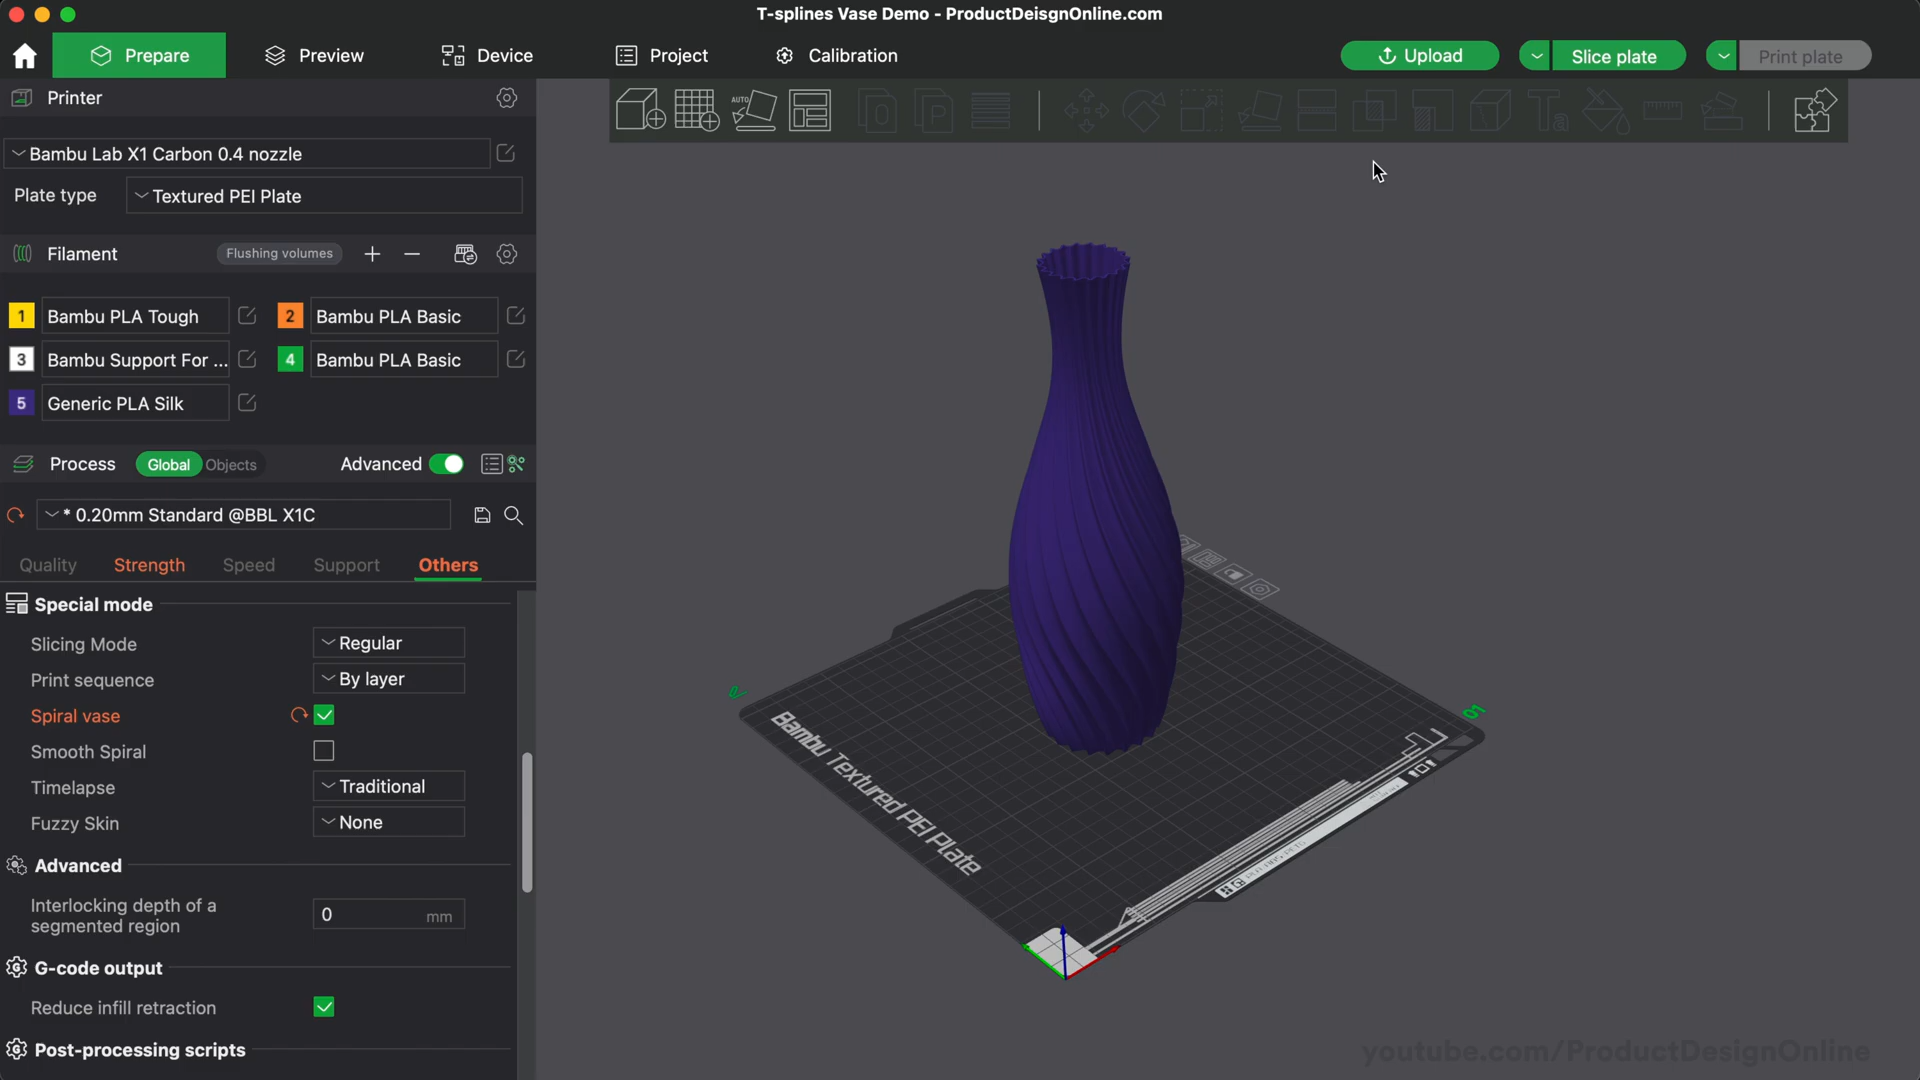 T-splines Vase Demo - ProductDeisgnOnline.com
Prepare
Preview
Device
Project
Calibration
Upload
Slice plate
Print plate
Printer
AUTO
Bambu Lab X1 Carbon 0.4 nozzle
Plate type
Textured PEI Plate
Filament
Flushing volumes
1
Bambu PLA Tough
2
Bambu PLA Basic
3
Bambu Support For ...
4
Bambu PLA Basic
5
Generic PLA Silk
Process
Global
Objects
Advanced
* 0.20mm Standard @BBL X1C
Quality
Strength
Speed
Support
Others
Special mode
Slicing Mode
Regular
Print sequence
By layer
Spiral vase
Smooth Spiral
Timelapse
Traditional
Fuzzy Skin
None
Advanced
Interlocking depth of a
segmented region
0
mm
G-code output
Reduce infill retraction
Post-processing scripts
01
Bambu Textured PEI Plate
youtube.com/ProductDesignOnline